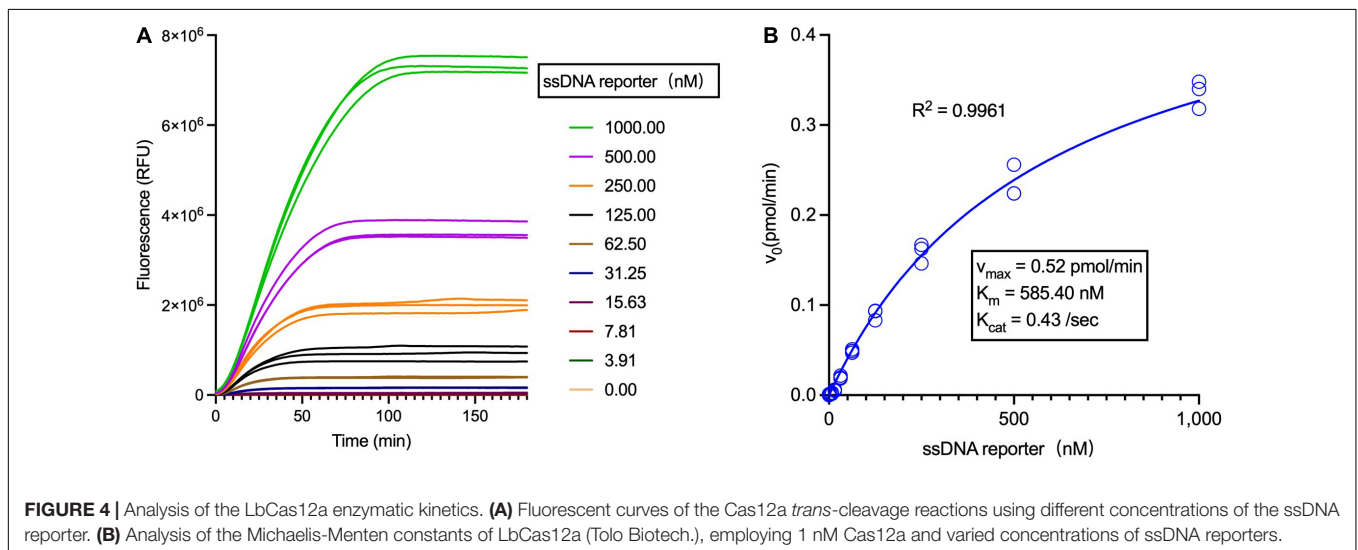 A
8×10⁶
6×10⁶
4×10⁶
2×10⁶
0
Fluorescence (RFU)
0 50 100 150
Time (min)
ssDNA reporter (nM)
1000.00
500.00
250.00
125.00
62.50
31.25
15.63
7.81
3.91
0.00
B
0.4
0.3
0.2
0.1
0.0
v₀(pmol/min)
R² = 0.9961
vₘₐₓ = 0.52 pmol/min
Kₘ = 585.40 nM
K_cat = 0.43 /sec
0 500 1,000
ssDNA reporter (nM)
FIGURE 4 | Analysis of the LbCas12a enzymatic kinetics. (A) Fluorescent curves of the Cas12a trans-cleavage reactions using different concentrations of the ssDNA
reporter. (B) Analysis of the Michaelis-Menten constants of LbCas12a (Tolo Biotech.), employing 1 nM Cas12a and varied concentrations of ssDNA reporters.